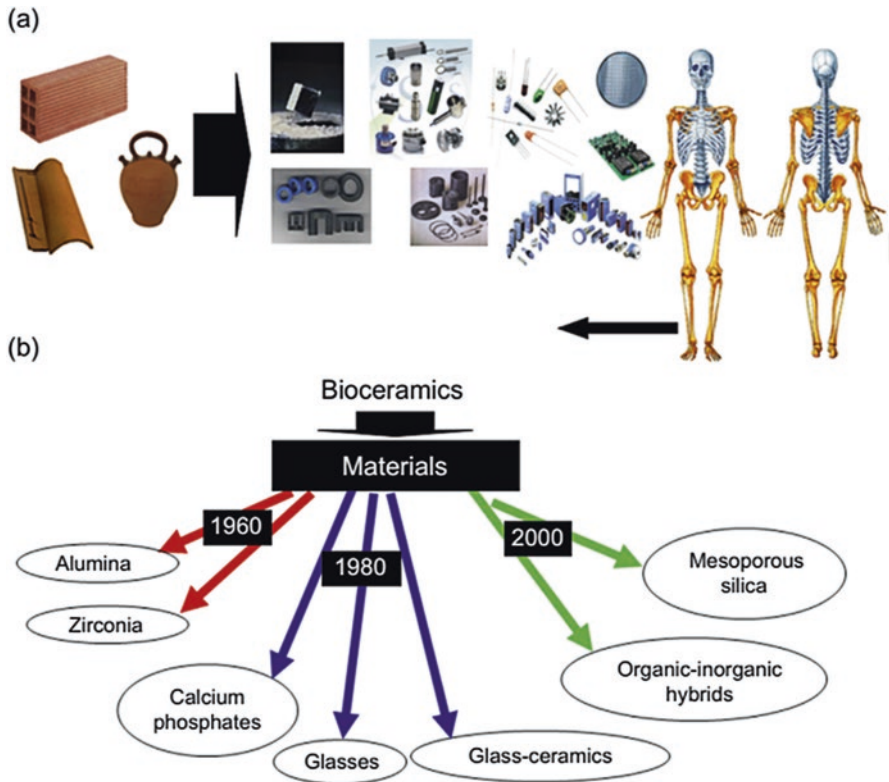 (a)
(b)
Bioceramics
Materials
1960
2000
1980
Alumina
Zirconia
Calcium
phosphates
Glasses
Glass-ceramics
Organic-inorganic
hybrids
Mesoporous
silica